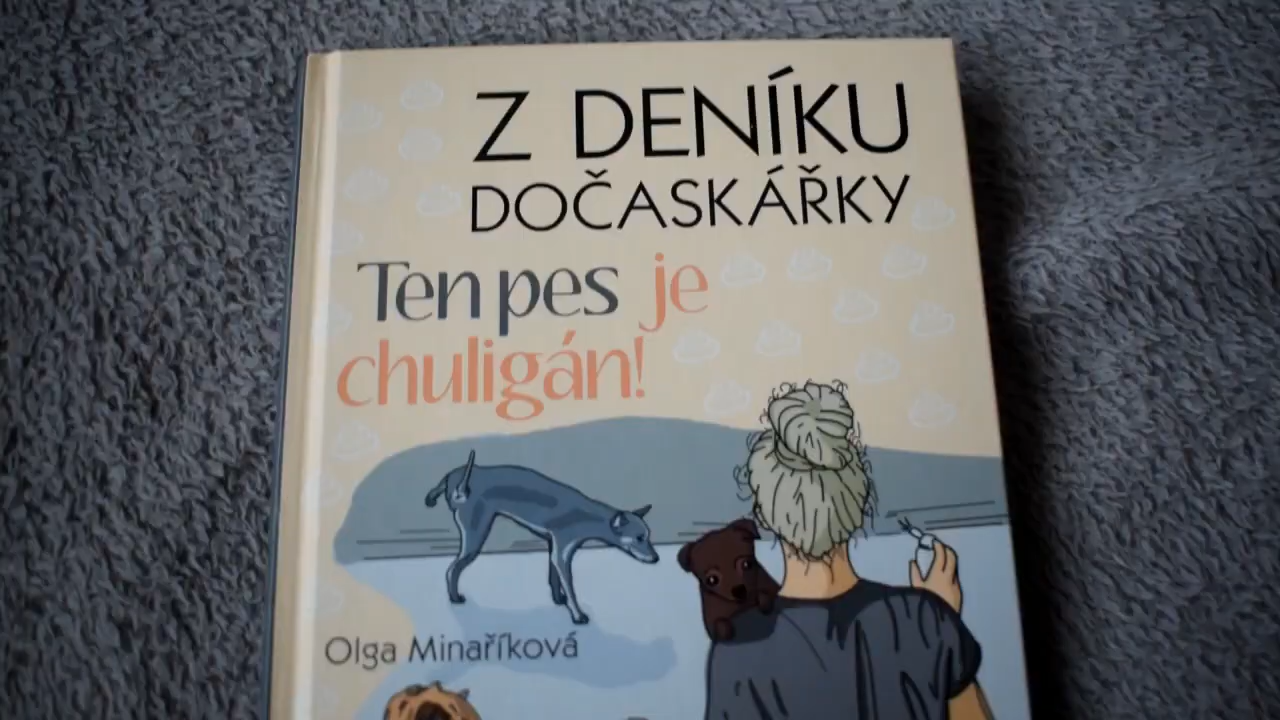 Z DENÍKU
DOČASKÁŘKY
Ten pes je
chuligán!
Olga Minaříková